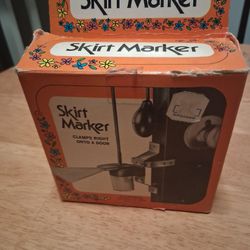 Skirt Marker
Skirt Marker
Skirt
Marker
CLAMPS RIGHT
ONTO A DOOR